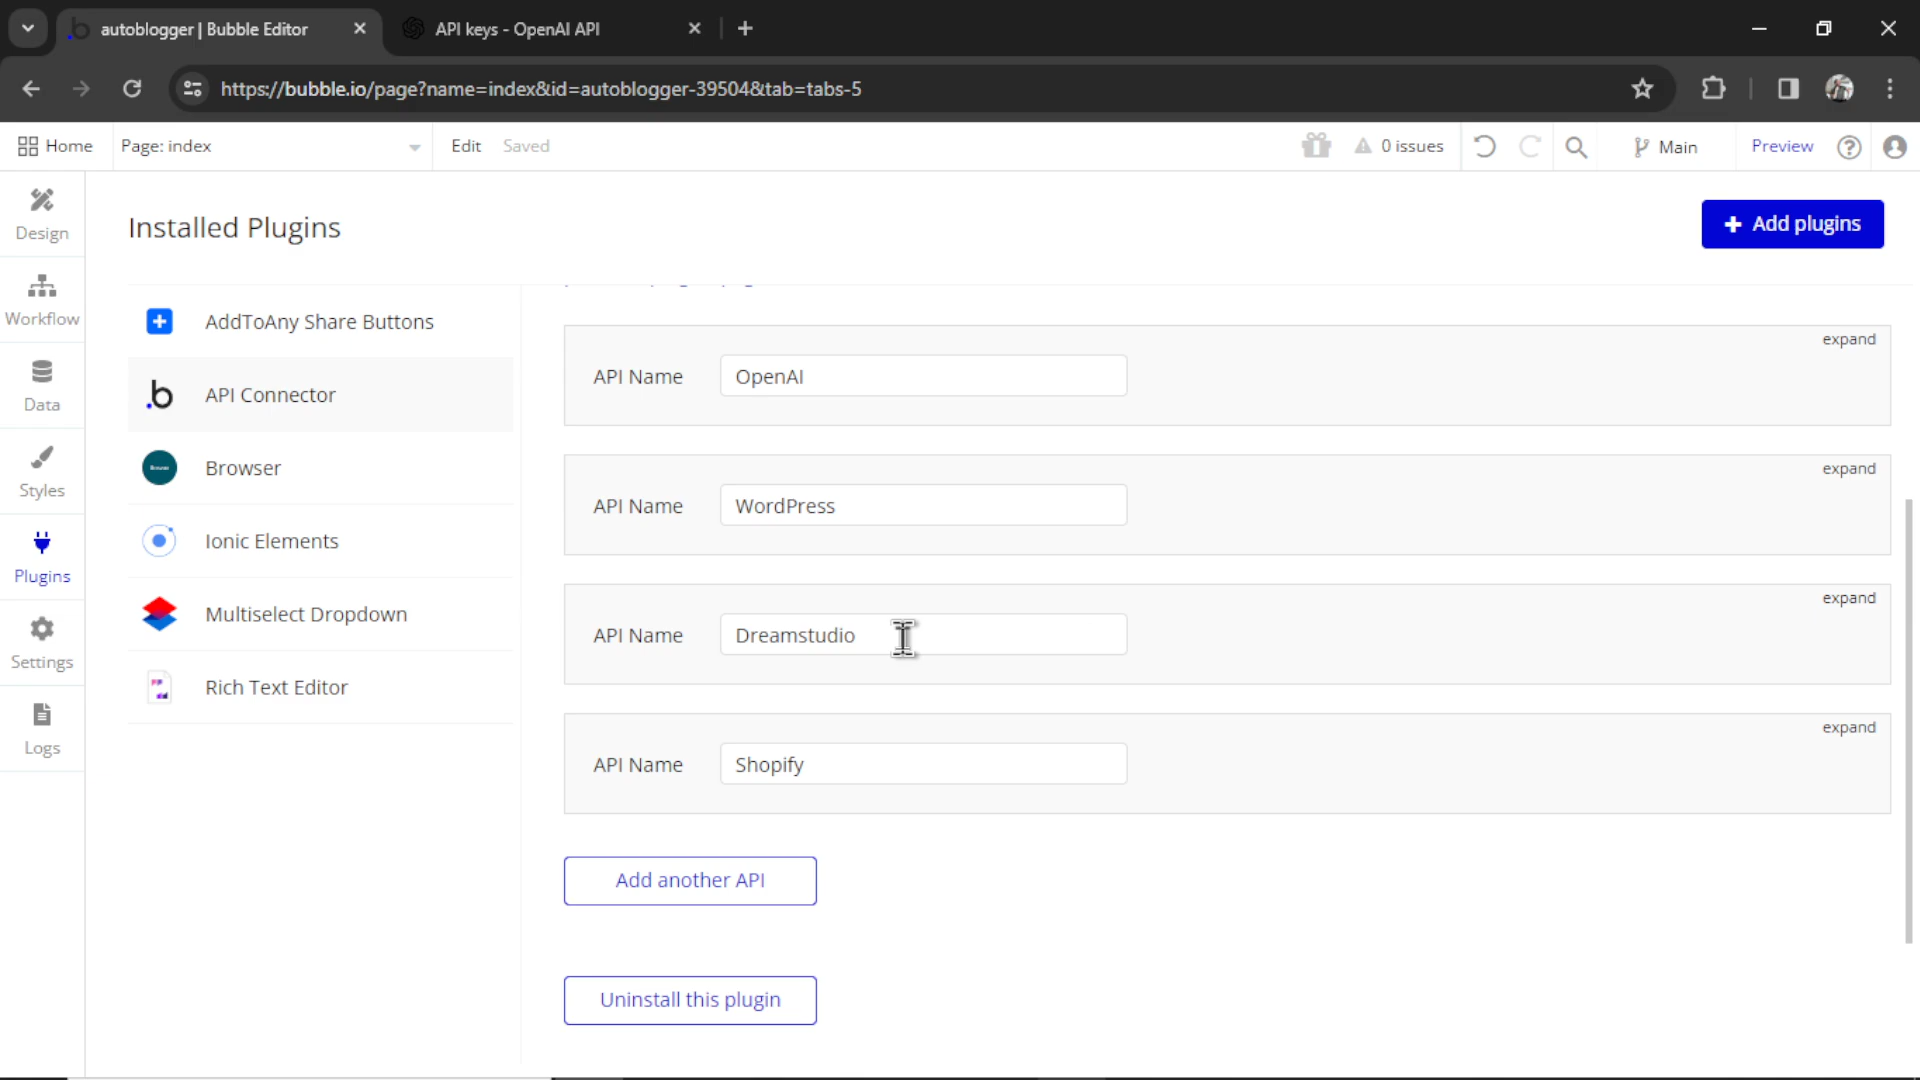 autoblogger | Bubble Editor
API keys - OpenAI API
https://bubble.io/page?name=index&id=autoblogger-39504&tab=tabs-5
Home
Page: index
Edit
Saved
0 issues
Main
Preview
Design
Workflow
Data
Styles
Plugins
Settings
Logs
Installed Plugins
Add plugins
AddToAny Share Buttons
API Connector
Browser
Ionic Elements
Multiselect Dropdown
Rich Text Editor
expand
API Name OpenAI
expand
API Name WordPress
expand
API Name Dreamstudio
expand
API Name Shopify
Add another API
Uninstall this plugin